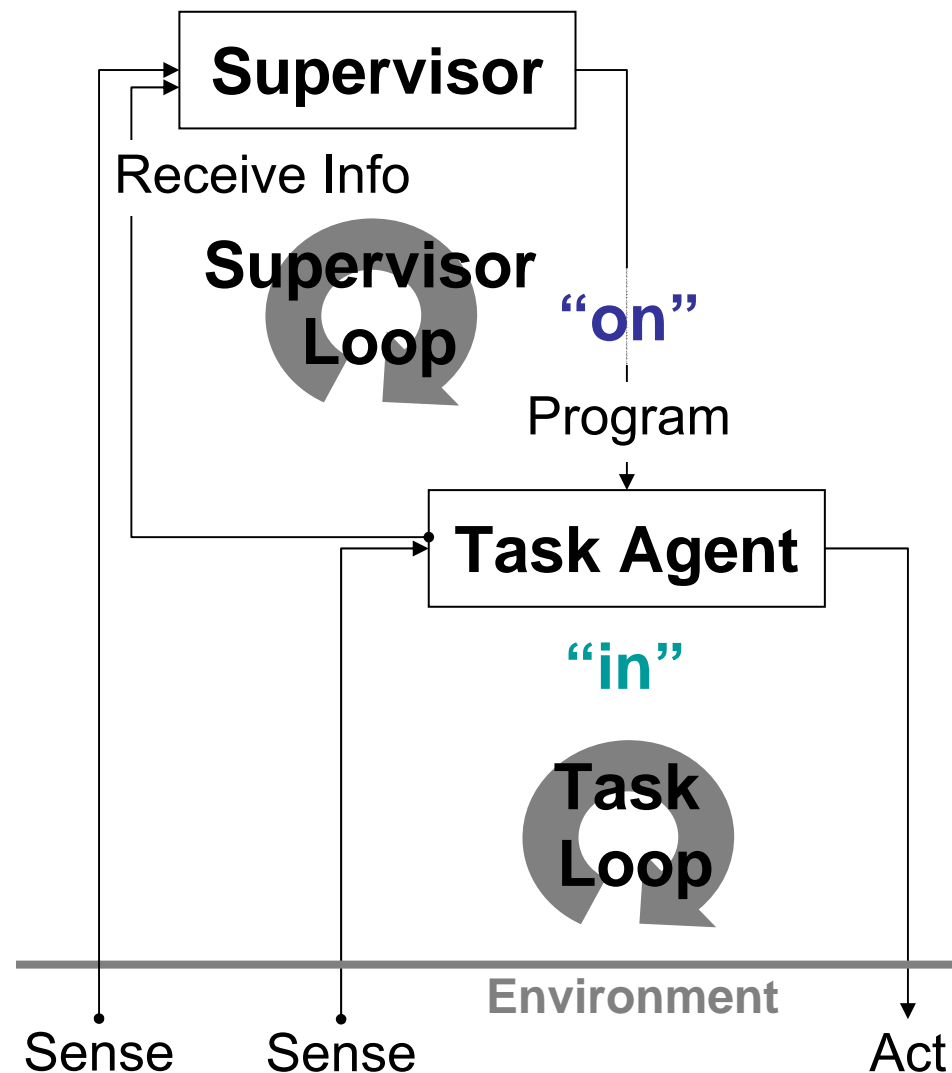 Supervisor
Receive Info
Supervisor
Loop
“on”
Program
Task Agent
“in”
Task
Loop
Environment
Sense
Sense
Act